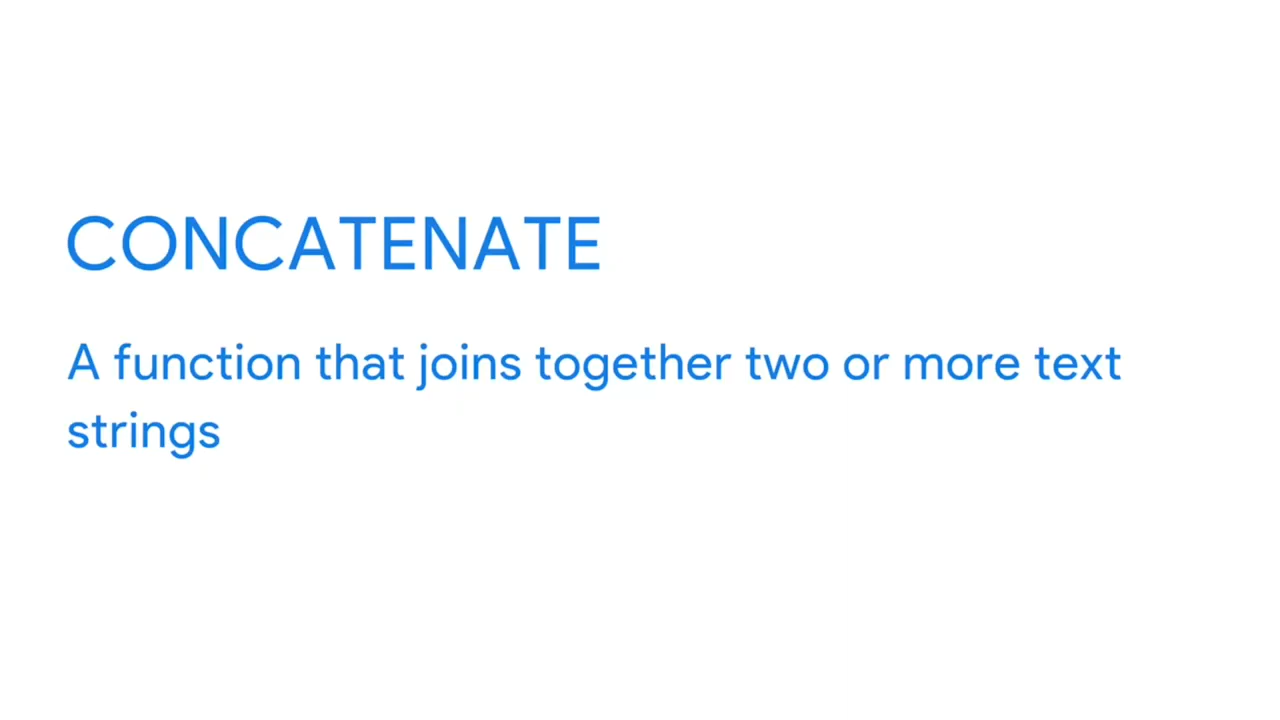 CONCATENATE
A function that joins together two or more text
strings